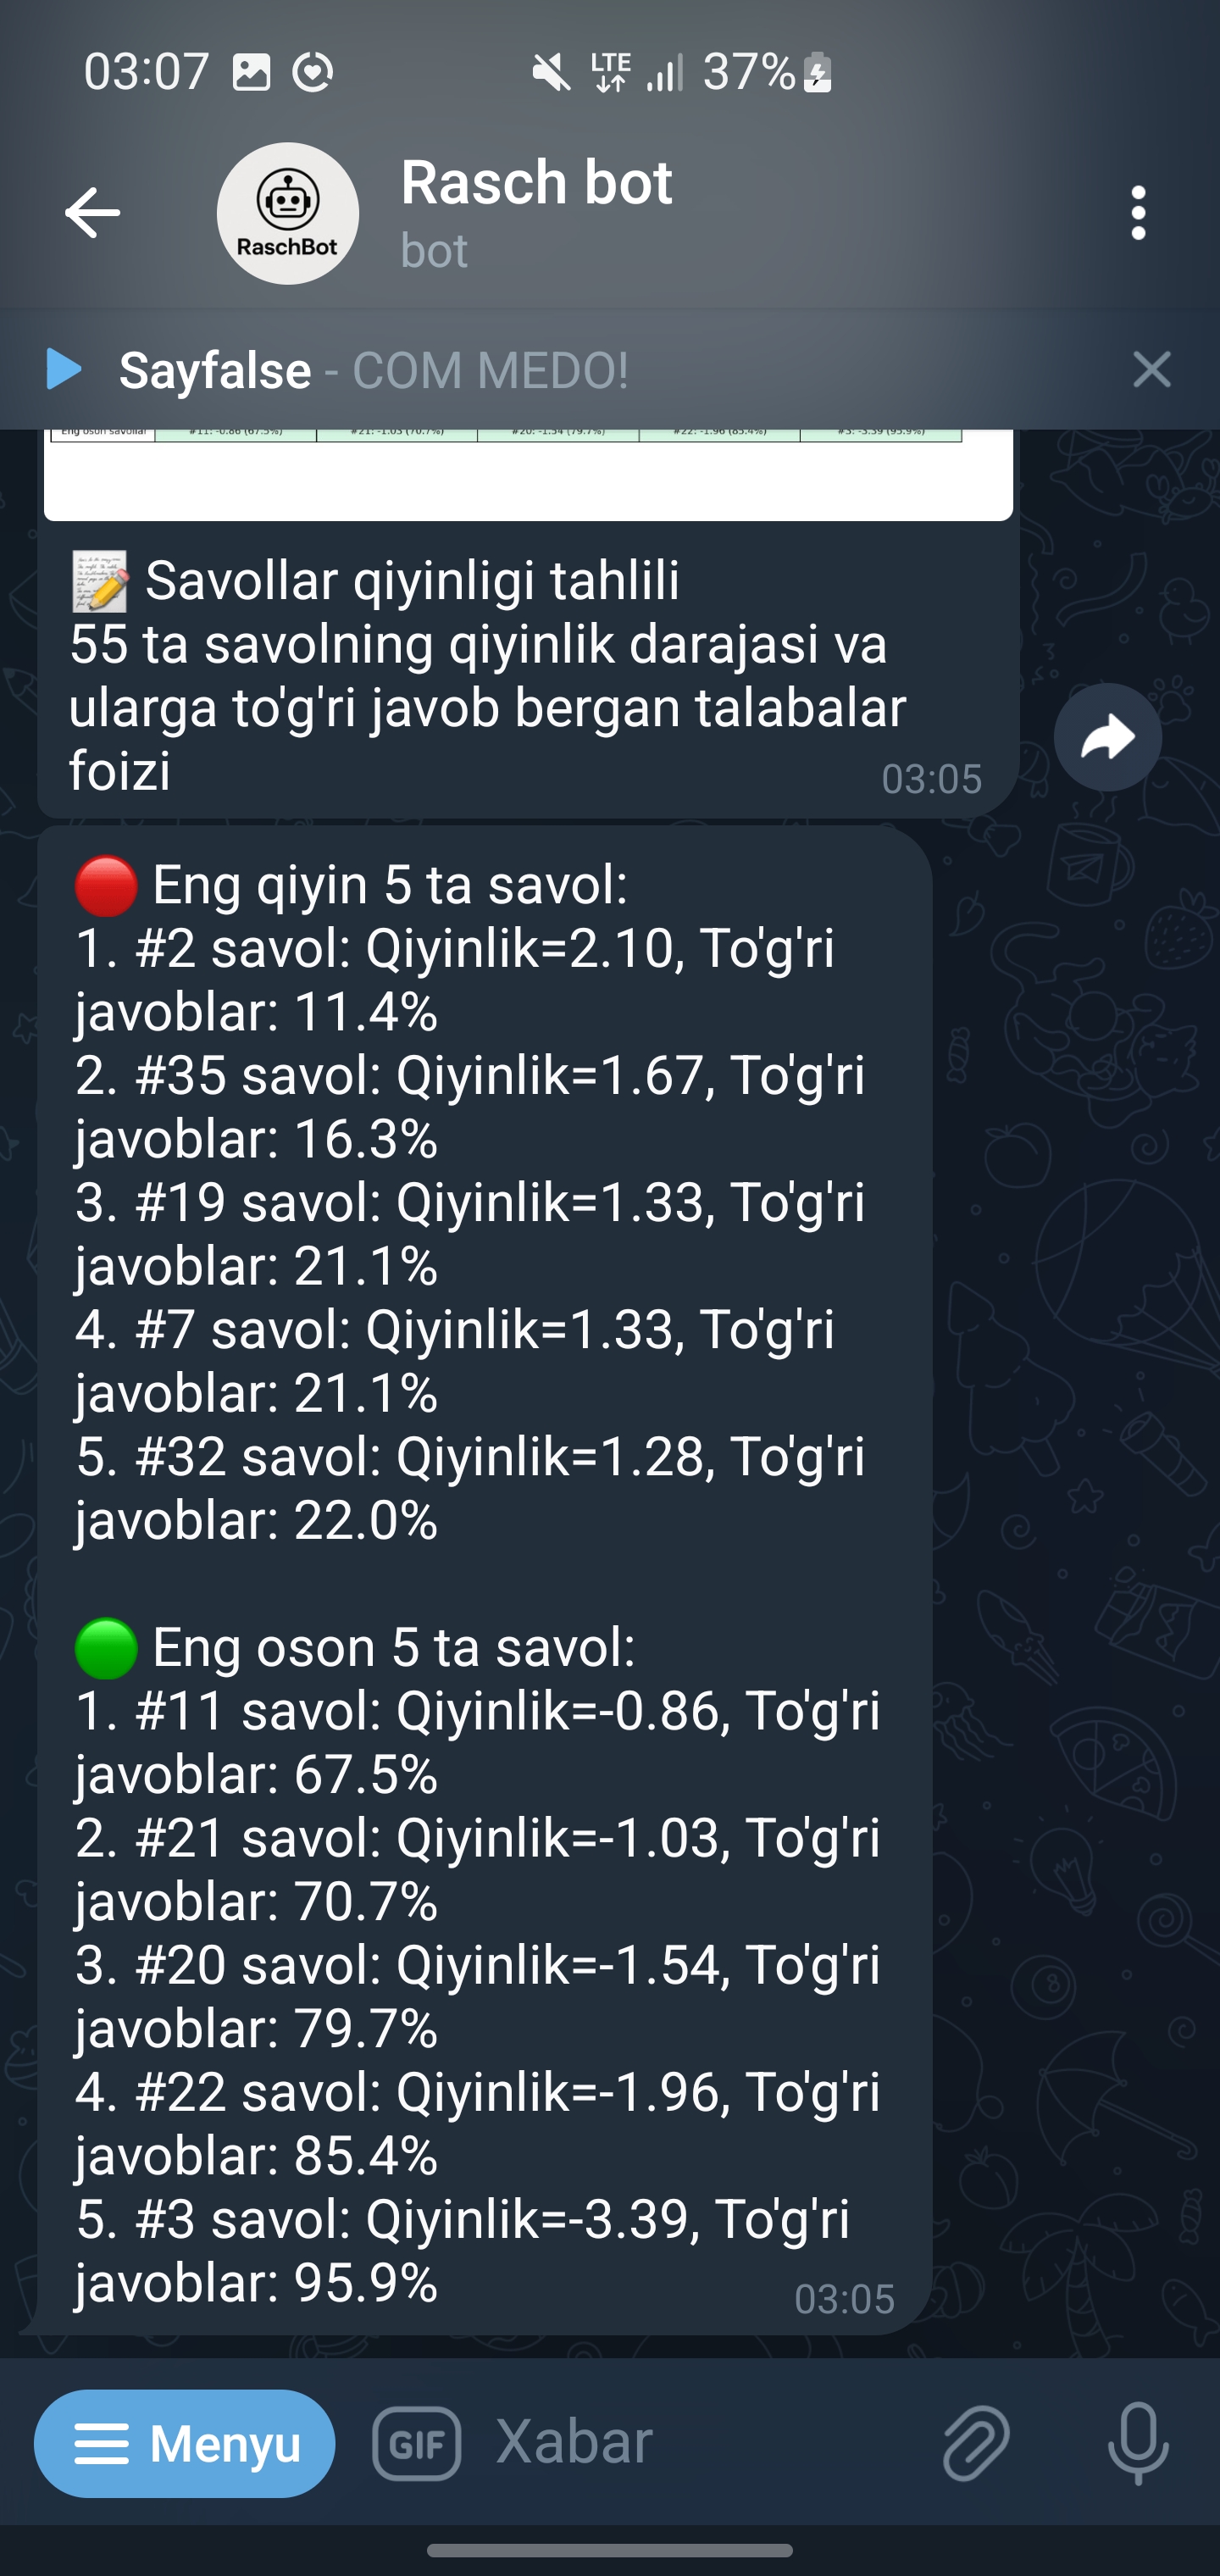 03:07 LTE 37%
Rasch bot
RaschBot
bot
Sayfalse - COM MEDO!
Eng oson savollar #11: -0.86 (67.5%) #21: -1.03 (70.7%) #20: -1.54 (79.7%) #22: -1.96 (85.4%) #3: -3.39 (95.9%)
Savollar qiyinligi tahlili
55 ta savolning qiyinlik darajasi va
ularga to'g'ri javob bergan talabalar
foizi
03:05
Eng qiyin 5 ta savol:
1. #2 savol: Qiyinlik=2.10, To'g'ri
javoblar: 11.4%
2. #35 savol: Qiyinlik=1.67, To'g'ri
javoblar: 16.3%
3. #19 savol: Qiyinlik=1.33, To'g'ri
javoblar: 21.1%
4. #7 savol: Qiyinlik=1.33, To'g'ri
javoblar: 21.1%
5. #32 savol: Qiyinlik=1.28, To'g'ri
javoblar: 22.0%
Eng oson 5 ta savol:
1. #11 savol: Qiyinlik=-0.86, To'g'ri
javoblar: 67.5%
2. #21 savol: Qiyinlik=-1.03, To'g'ri
javoblar: 70.7%
3. #20 savol: Qiyinlik=-1.54, To'g'ri
javoblar: 79.7%
4. #22 savol: Qiyinlik=-1.96, To'g'ri
javoblar: 85.4%
5. #3 savol: Qiyinlik=-3.39, To'g'ri
javoblar: 95.9%
03:05
Menyu GIF Xabar